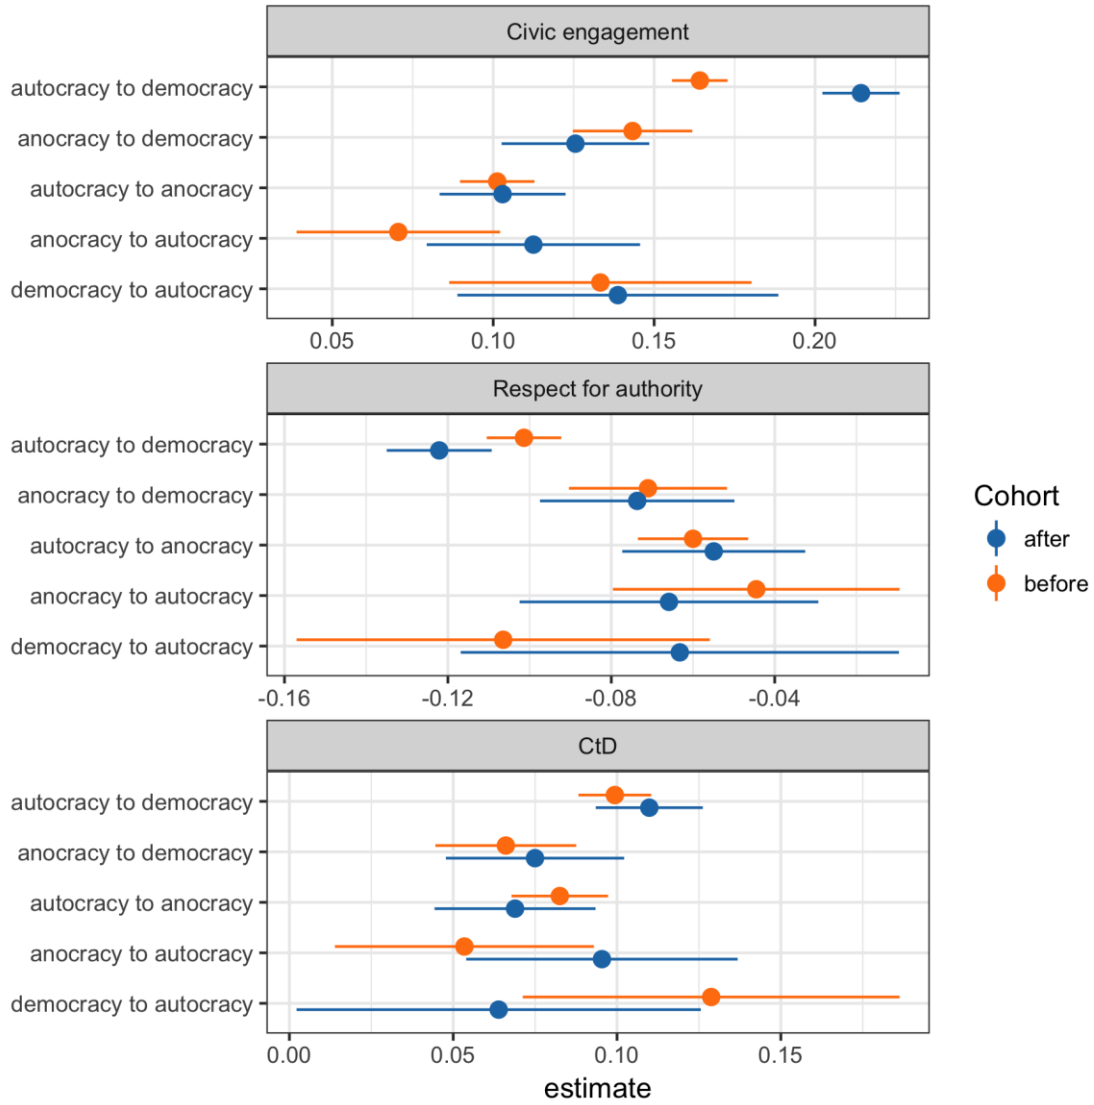 Civic engagement
autocracy to democracy
anocracy to democracy
autocracy to anocracy
anocracy to autocracy
democracy to autocracy
0.05 0.10 0.15 0.20
Respect for authority
autocracy to democracy
anocracy to democracy
autocracy to anocracy
anocracy to autocracy
democracy to autocracy
-0.16 -0.12 -0.08 -0.04
CtD
autocracy to democracy
anocracy to democracy
autocracy to anocracy
anocracy to autocracy
democracy to autocracy
0.00 0.05 0.10 0.15
estimate
Cohort
after
before